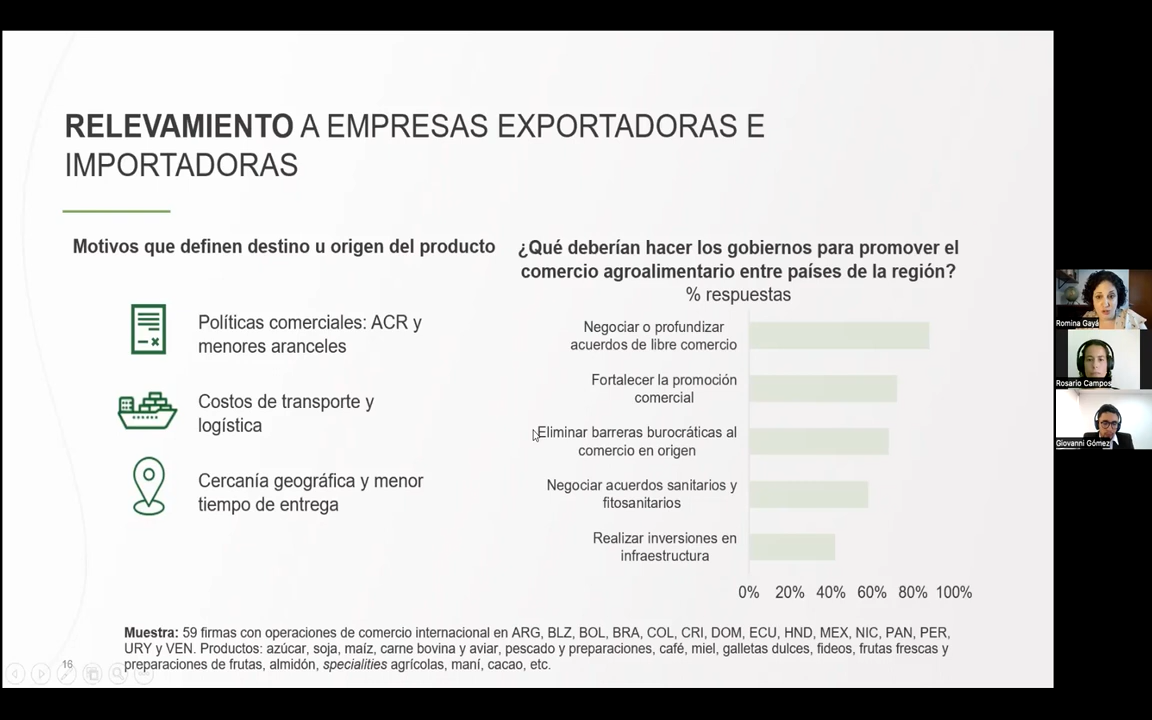 RELEVAMIENTO A EMPRESAS EXPORTADORAS E
IMPORTADORAS
Motivos que definen destino u origen del producto
Políticas comerciales: ACR y
menores aranceles
Costos de transporte y
logística
Cercanía geográfica y menor
tiempo de entrega
¿Qué deberían hacer los gobiernos para promover el
comercio agroalimentario entre países de la región?
% respuestas
Negociar o profundizar
acuerdos de libre comercio
Fortalecer la promoción
comercial
Eliminar barreras burocráticas al
comercio en origen
Negociar acuerdos sanitarios y
fitosanitarios
Realizar inversiones en
infraestructura
0% 20% 40% 60% 80% 100%
Muestra: 59 firmas con operaciones de comercio internacional en ARG, BLZ, BOL, BRA, COL, CRI, DOM, ECU, HND, MEX, NIC, PAN, PER,
URY y VEN. Productos: azúcar, soja, maíz, carne bovina y aviar, pescado y preparaciones, café, miel, galletas dulces, fideos, frutas frescas y
preparaciones de frutas, almidón, specialities agrícolas, maní, cacao, etc.
16
Romina Gayá
Rosario Campos
Giovanni Gómez